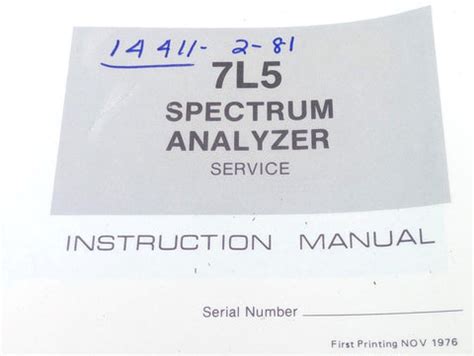 14411- 2-81
7L5
SPECTRUM
ANALYZER
SERVICE
INSTRUCTION MANUAL
Serial Number
First Printing NOV 1976